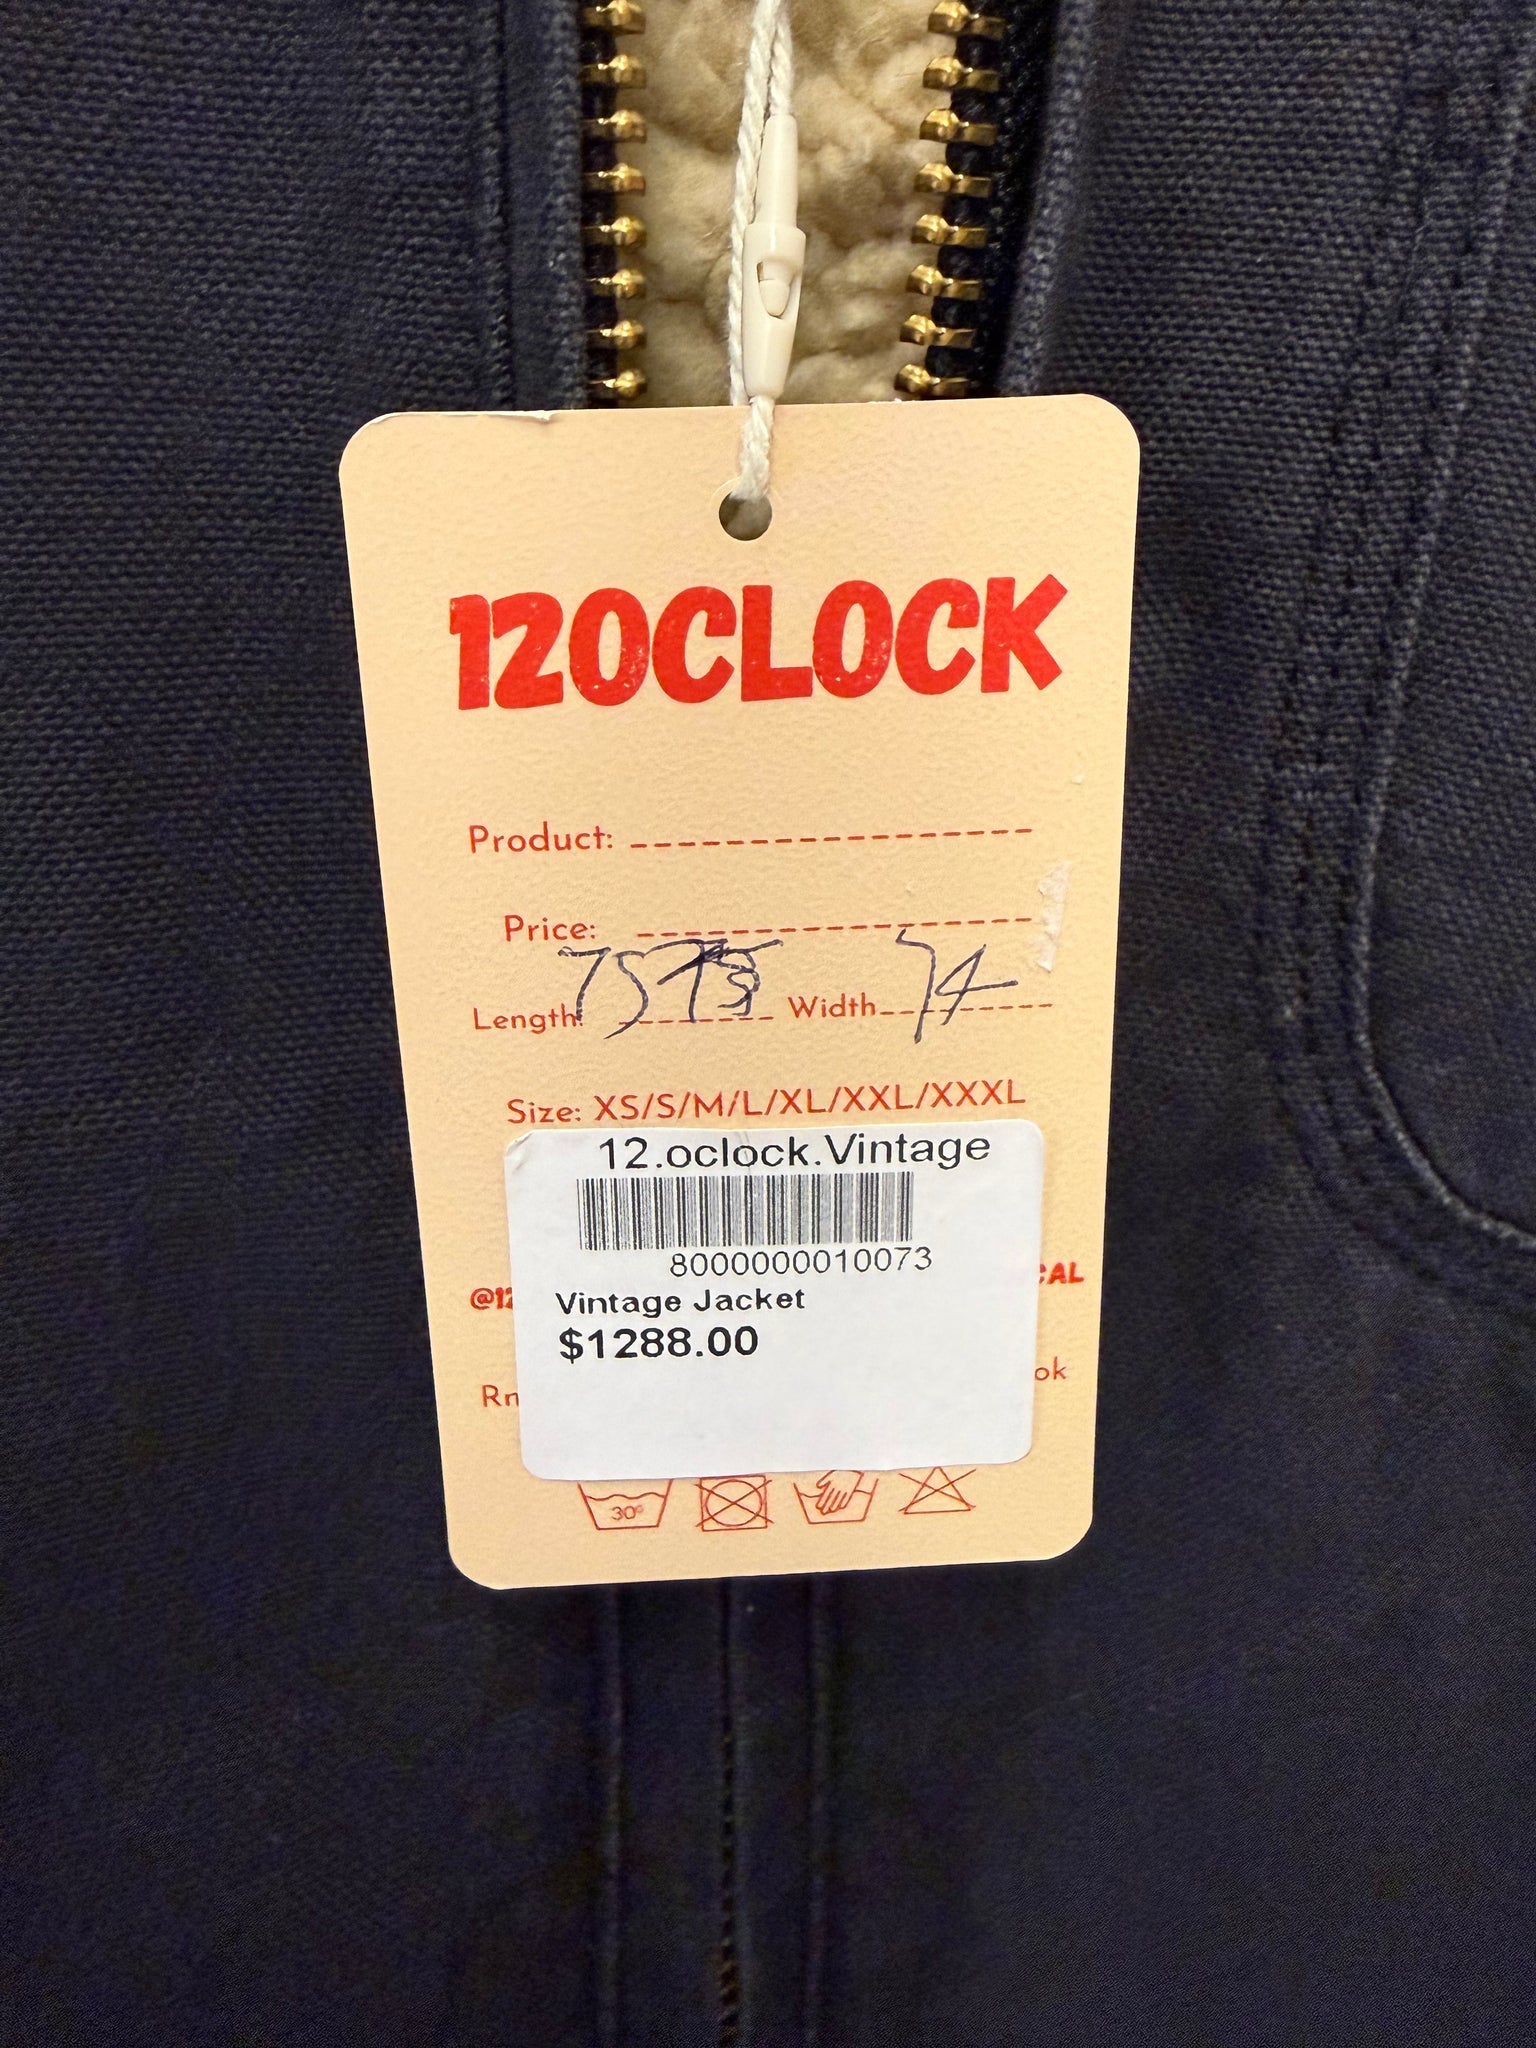 12OCLOCK
Product:
Price:
Length: 75 Width 74
Size: XS/S/M/L/XL/XXL/XXXL
12.oclock.Vintage
8000000010073
Vintage Jacket
$1288.00
30°